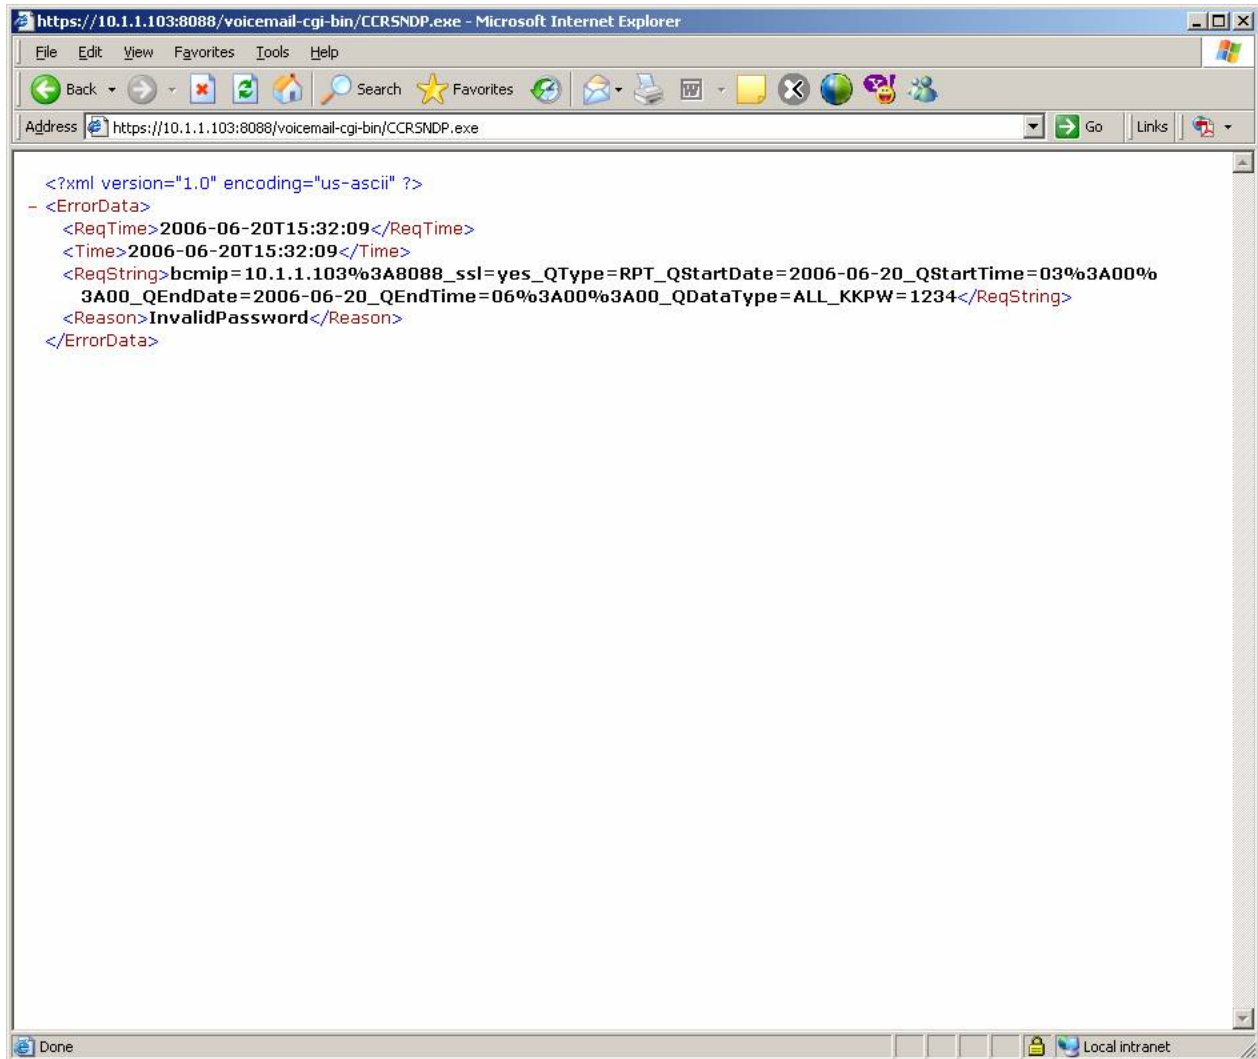 https://10.1.1.103:8088/voicemail-cgi-bin/CCRSNDP.exe - Microsoft Internet Explorer
File Edit View Favorites Tools Help
Back Search Favorites
Address https://10.1.1.103:8088/voicemail-cgi-bin/CCRSNDP.exe Go Links
<?xml version="1.0" encoding="us-ascii" ?>
- <ErrorData>
<ReqTime>2006-06-20T15:32:09</ReqTime>
<Time>2006-06-20T15:32:09</Time>
<ReqString>bcmip=10.1.1.103%3A8088_ssl=yes_QType=RPT_QStartDate=2006-06-20_QStartTime=03%3A00%
3A00_QEndDate=2006-06-20_QEndTime=06%3A00%3A00_QDataType=ALL_KKPW=1234</ReqString>
<Reason>InvalidPassword</Reason>
</ErrorData>
Done Local intranet